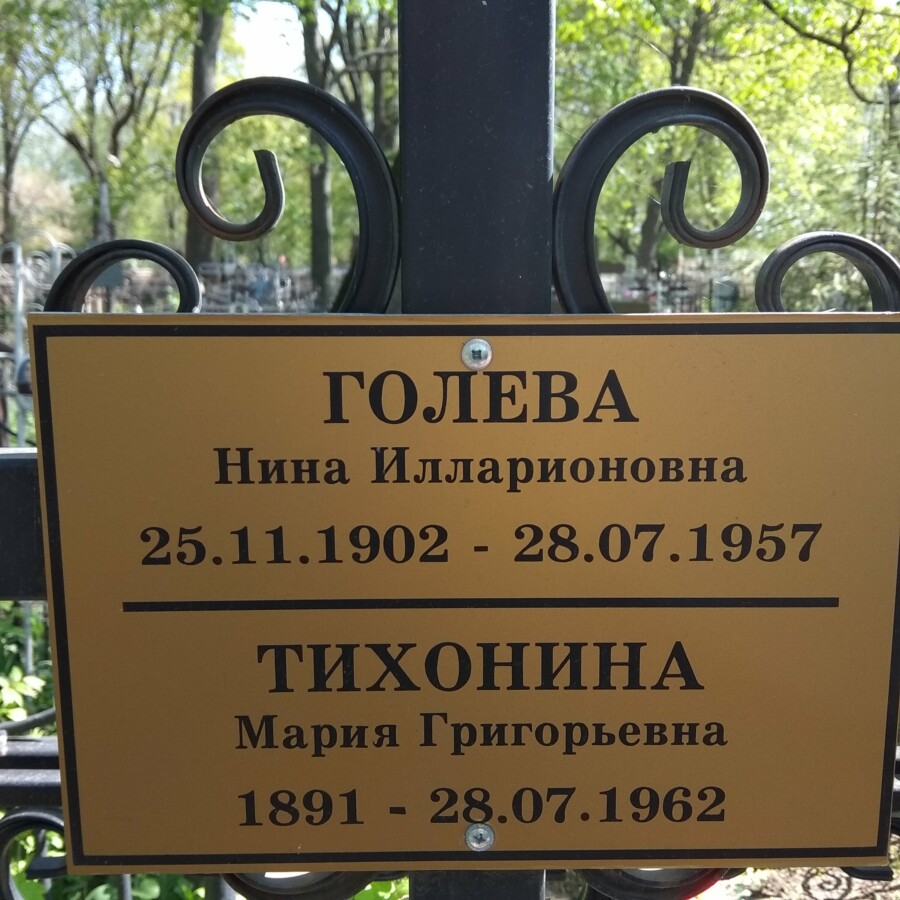 ГОЛЕВА
Нина Илларионовна
25.11.1902 - 28.07.1957
ТИХОНИНА
Мария Григорьевна
1891 - 28.07.1962